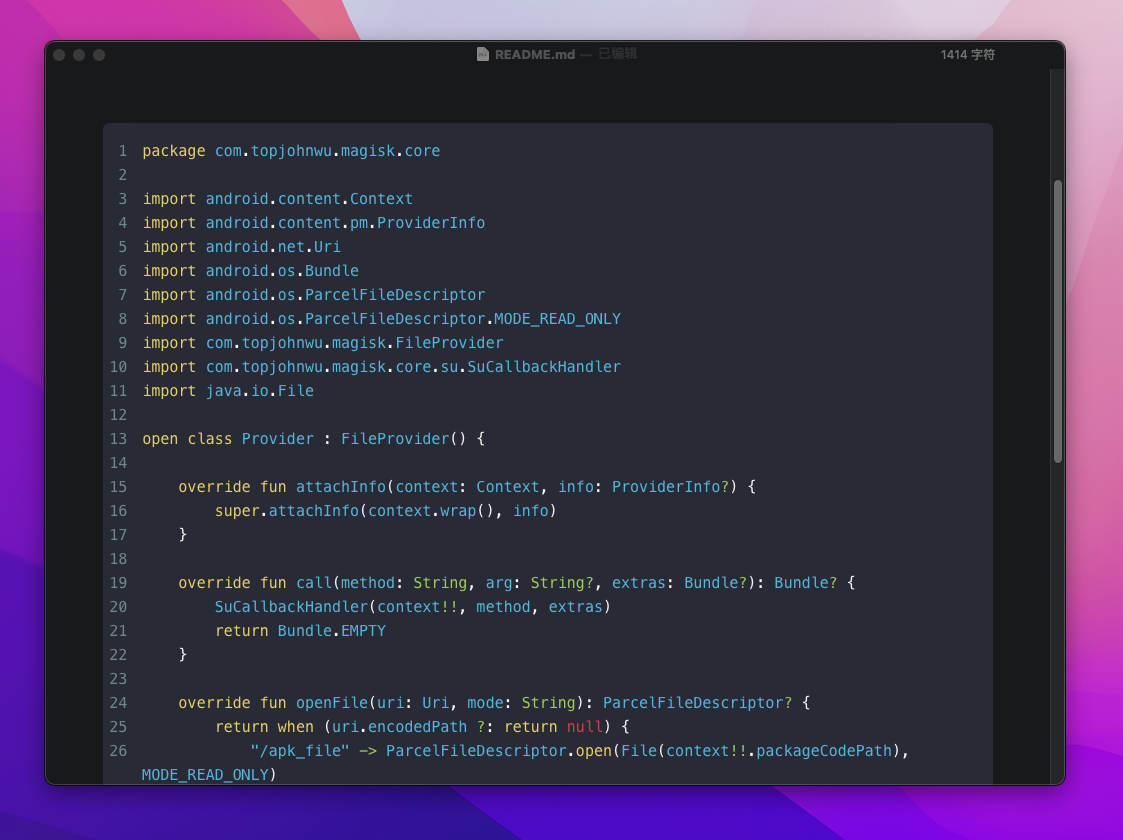 README.md — 已编辑
1414 字符
1 package com.topjohnwu.magisk.core
2
3 import android.content.Context
4 import android.content.pm.ProviderInfo
5 import android.net.Uri
6 import android.os.Bundle
7 import android.os.ParcelFileDescriptor
8 import android.os.ParcelFileDescriptor.MODE_READ_ONLY
9 import com.topjohnwu.magisk.FileProvider
10 import com.topjohnwu.magisk.core.su.SuCallbackHandler
11 import java.io.File
12
13 open class Provider : FileProvider() {
14
15     override fun attachInfo(context: Context, info: ProviderInfo?) {
16         super.attachInfo(context.wrap(), info)
17     }
18
19     override fun call(method: String, arg: String?, extras: Bundle?): Bundle? {
20         SuCallbackHandler(context!!, method, extras)
21         return Bundle.EMPTY
22     }
23
24     override fun openFile(uri: Uri, mode: String): ParcelFileDescriptor? {
25         return when (uri.encodedPath ?: return null) {
26             "/apk_file" -> ParcelFileDescriptor.open(File(context!!.packageCodePath),
MODE_READ_ONLY)